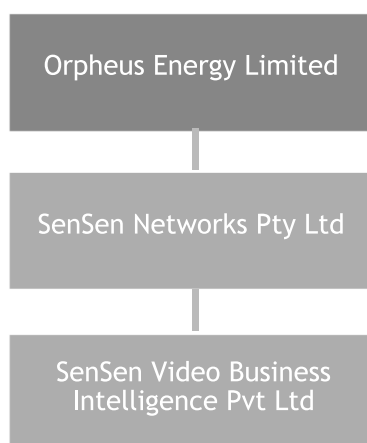 Orpheus Energy Limited
SenSen Networks Pty Ltd
SenSen Video Business
Intelligence Pvt Ltd